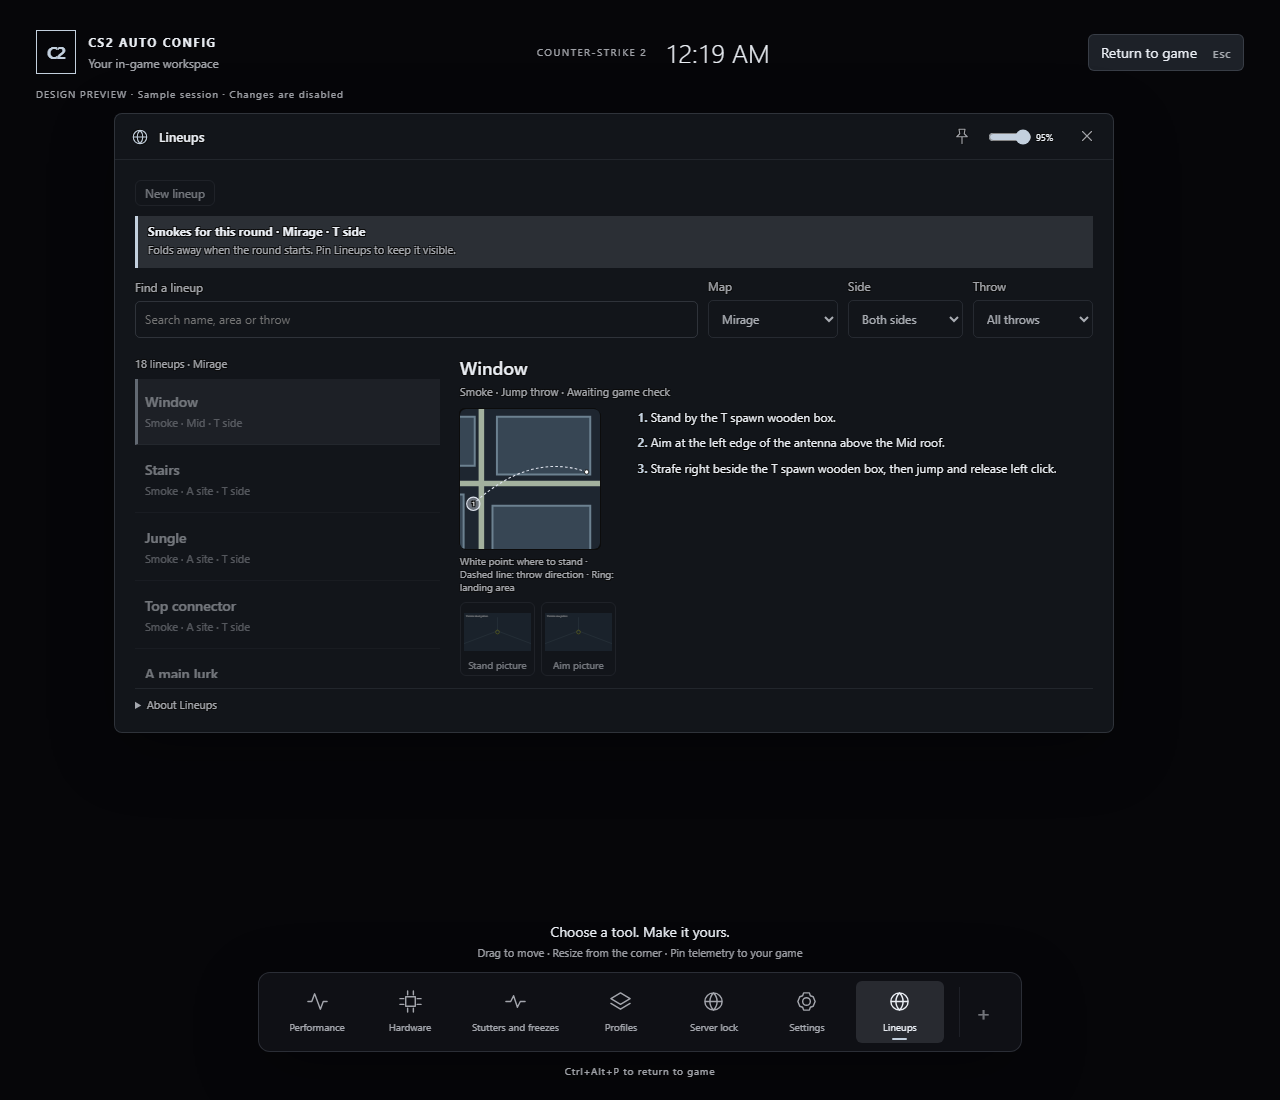 C2
CS2 AUTO CONFIG
Your in-game workspace
COUNTER-STRIKE 2
12:19 AM
Return to game Esc
DESIGN PREVIEW · Sample session · Changes are disabled
Lineups
95%
New lineup
Smokes for this round · Mirage · T side
Folds away when the round starts. Pin Lineups to keep it visible.
Find a lineup
Map
Side
Throw
Search name, area or throw
Mirage
Both sides
All throws
18 lineups · Mirage
Window
Smoke · Mid · T side
Stairs
Smoke · A site · T side
Jungle
Smoke · A site · T side
Top connector
Smoke · A site · T side
A main lurk
Window
Smoke · Jump throw · Awaiting game check
1. Stand by the T spawn wooden box.
2. Aim at the left edge of the antenna above the Mid roof.
3. Strafe right beside the T spawn wooden box, then jump and release left click.
White point: where to stand ·
Dashed line: throw direction · Ring:
landing area
Stand picture
Aim picture
About Lineups
Choose a tool. Make it yours.
Drag to move · Resize from the corner · Pin telemetry to your game
Performance
Hardware
Stutters and freezes
Profiles
Server lock
Settings
Lineups
+
Ctrl+Alt+P to return to game